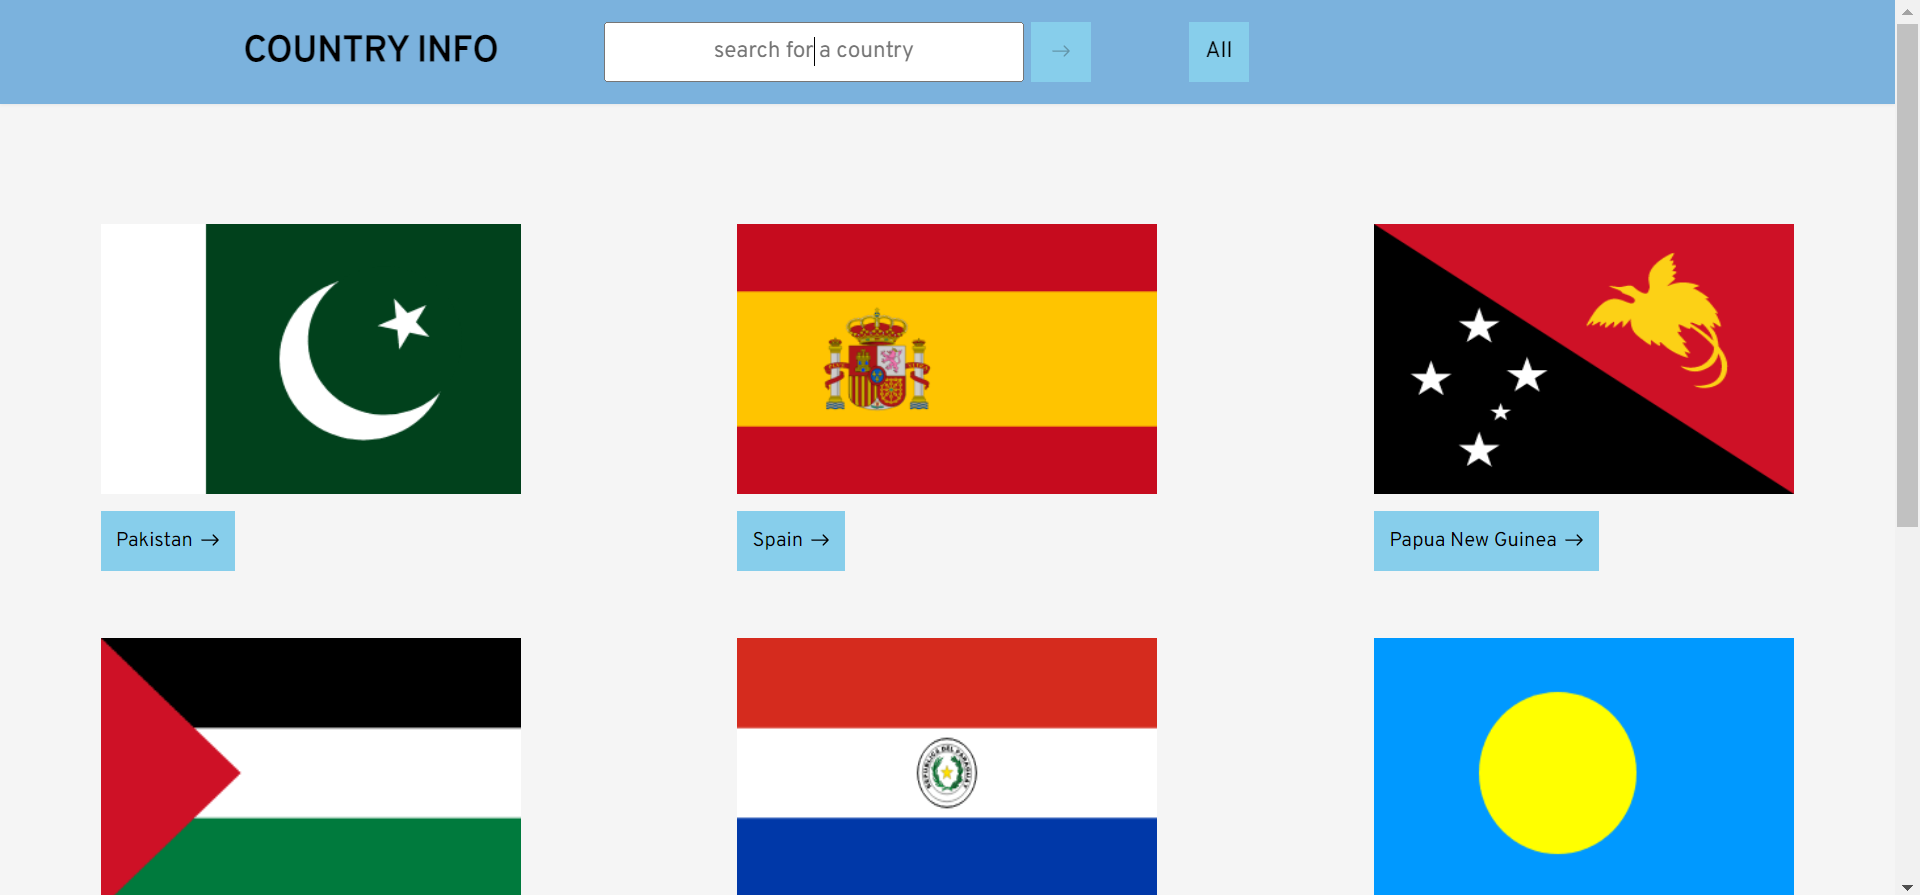 COUNTRY INFO
search for a country →
All
Pakistan →
Spain →
Papua New Guinea →
REPUBLICA DEL PARAGUAY